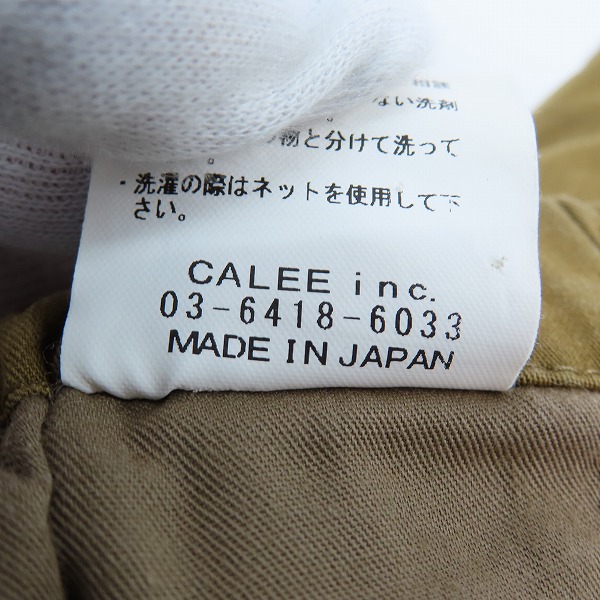 ない洗剤
。
物と分けて洗って
。
・洗濯の際はネットを使用して下
さい。
CALEE inc.
03-6418-6033
MADE IN JAPAN